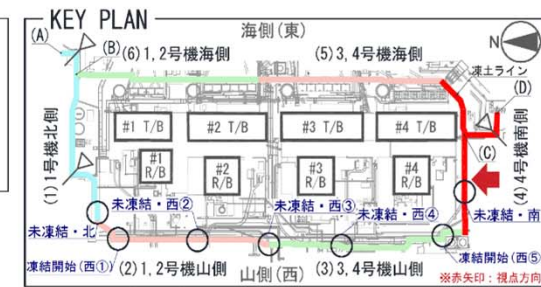 KEY PLAN
海側(東)
(A)
(B)
(6)1,2号機海側
(5)3,4号機海側
N
凍土ライン
(D)
#1 T/B
#2 T/B
#3 T/B
#4 T/B
(C)
(1)1号機北側
#1
R/B
#2
R/B
#3
R/B
#4
R/B
(4)4号機南側
未凍結・西②
未凍結・西③
未凍結・西④
未凍結・南
未凍結・北
凍結開始(西①)
(2)1,2号機山側
山側(西)
(3)3,4号機山側
凍結開始(西⑤)
※赤矢印:視点方向